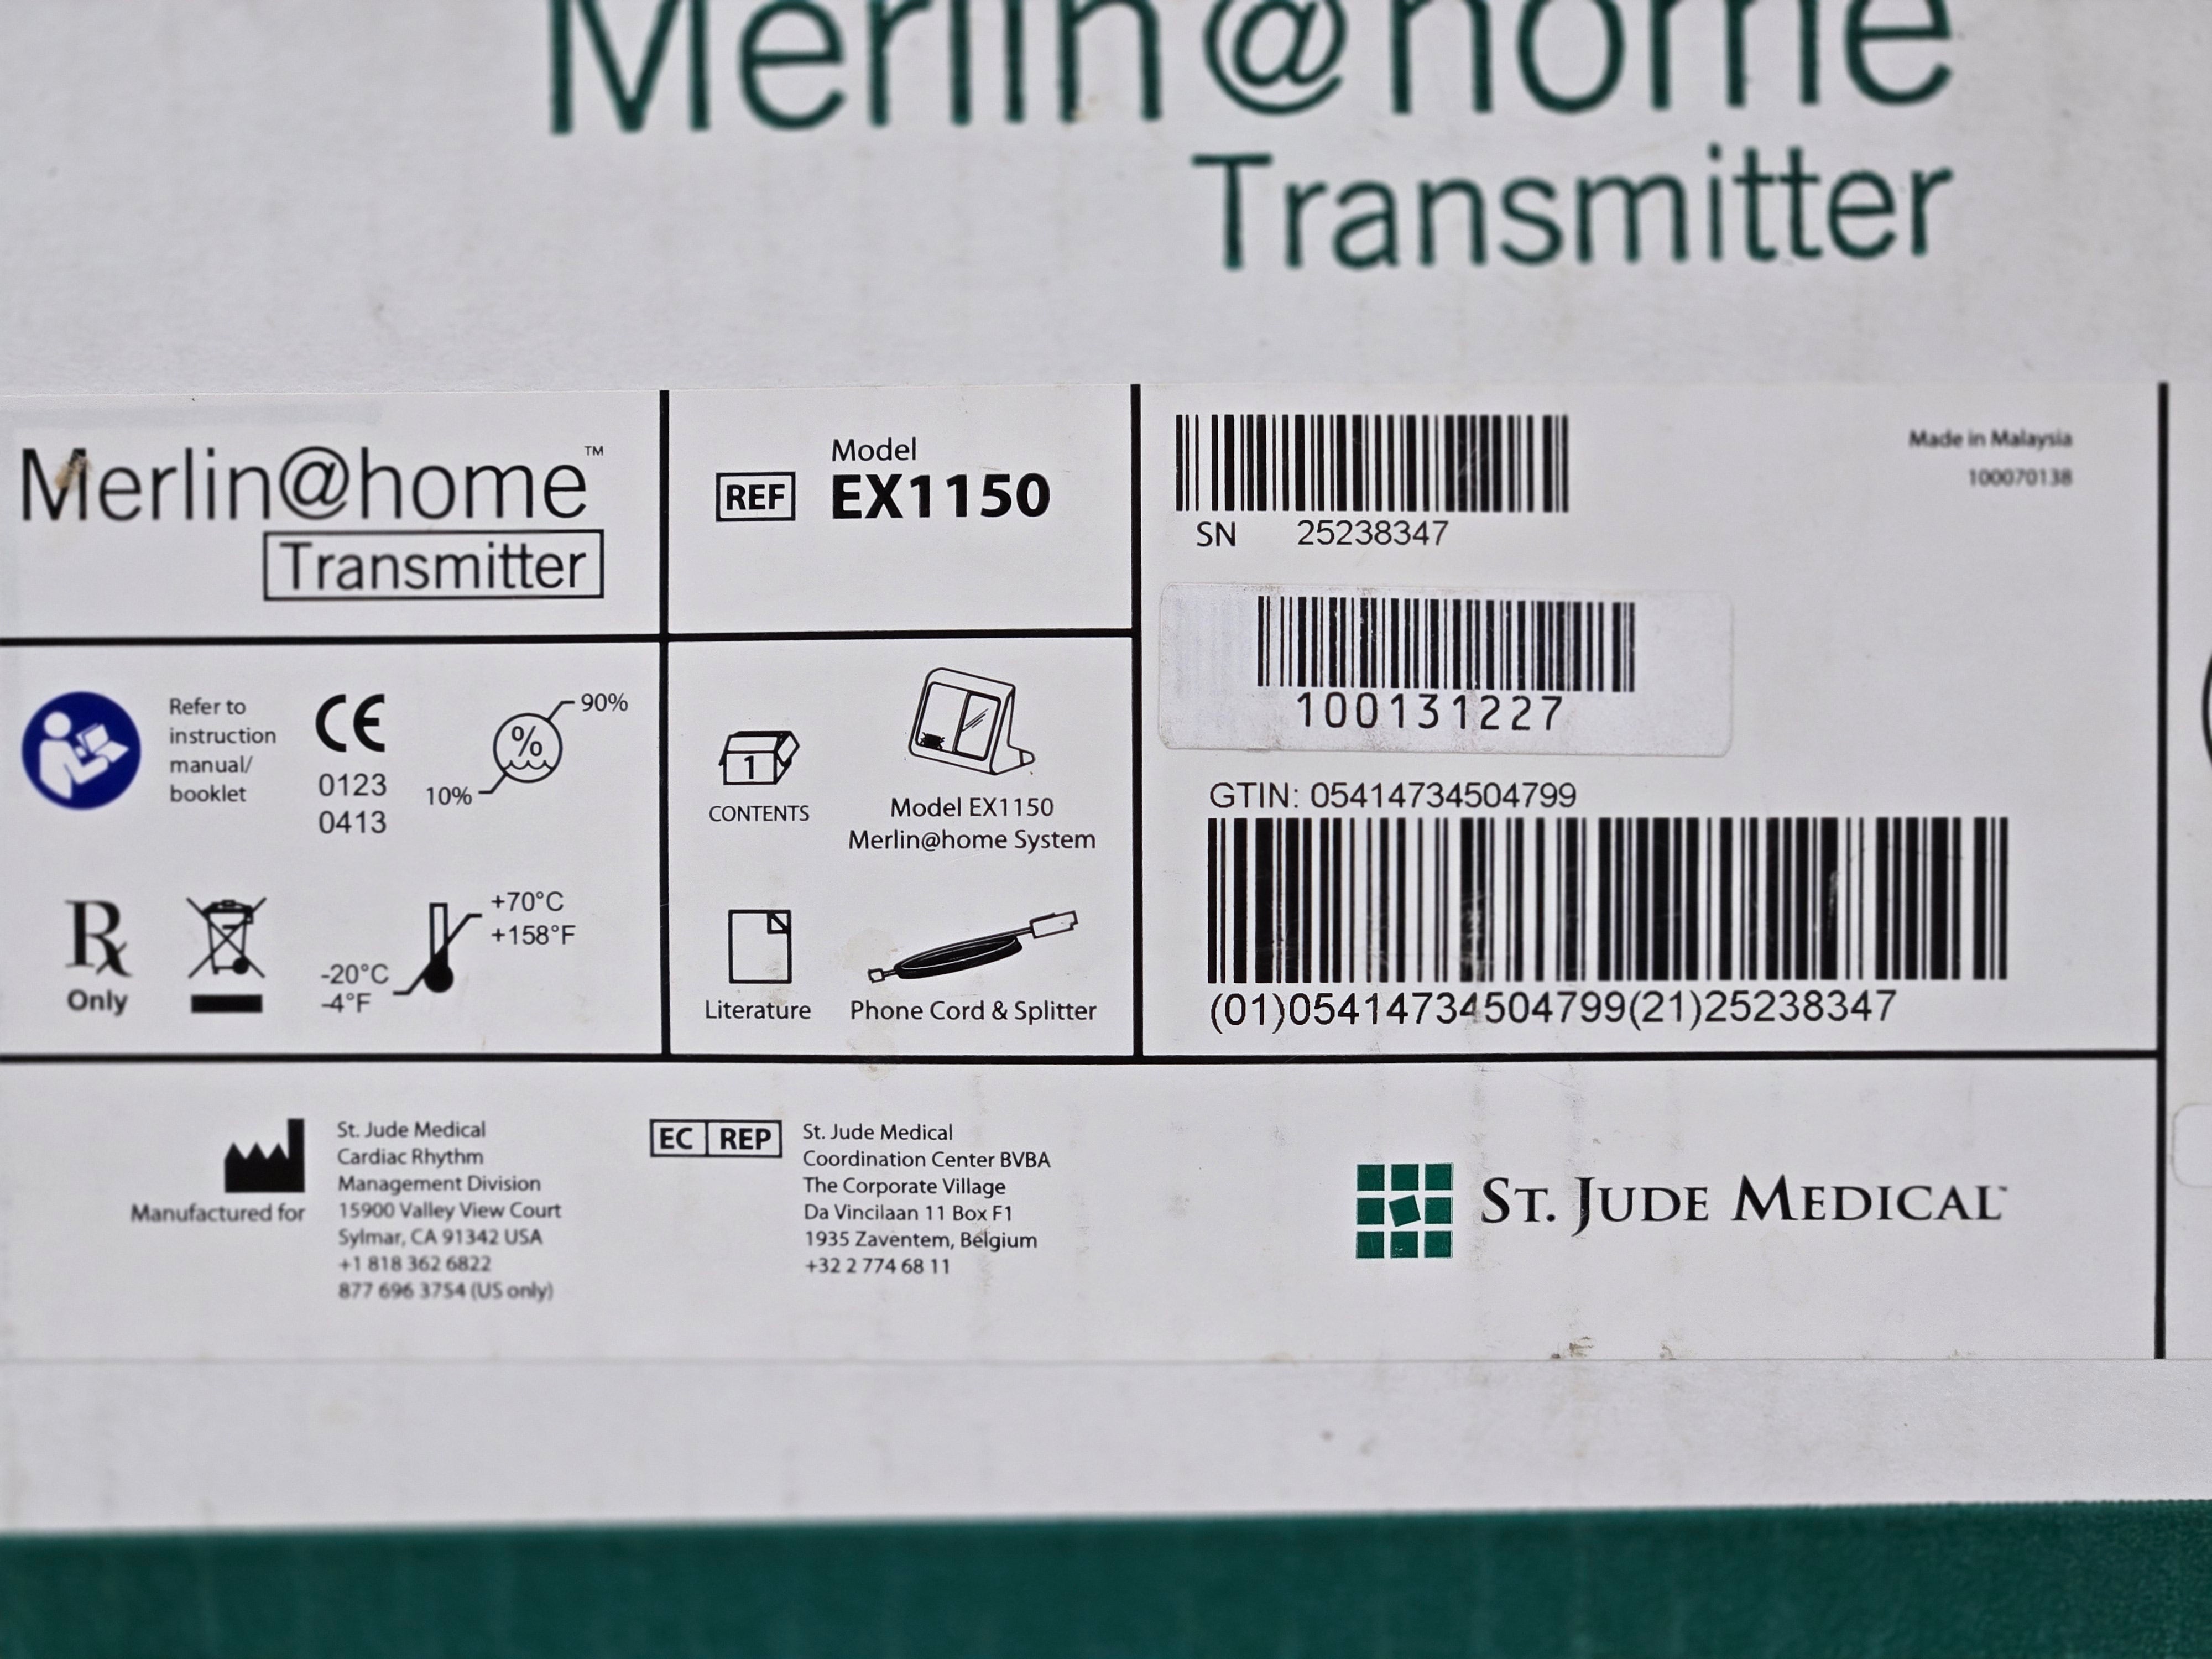 Merlin@home
Transmitter
Merlin@home™
Transmitter
REF
Model
EX1150
SN 25238347
Made in Malaysia
100070138
100131227
GTIN: 05414734504799
(01)05414734504799(21)25238347
Refer to
instruction
manual/
booklet
CE
0123
0413
%
90%
10%
Rx
Only
+70°C
+158°F
-20°C
-4°F
1
CONTENTS
Model EX1150
Merlin@home System
Literature
Phone Cord & Splitter
Manufactured for
St. Jude Medical
Cardiac Rhythm
Management Division
15900 Valley View Court
Sylmar, CA 91342 USA
+1 818 362 6822
877 696 3754 (US only)
EC REP
St. Jude Medical
Coordination Center BVBA
The Corporate Village
Da Vincilaan 11 Box F1
1935 Zaventem, Belgium
+32 2 774 68 11
ST. JUDE MEDICAL™